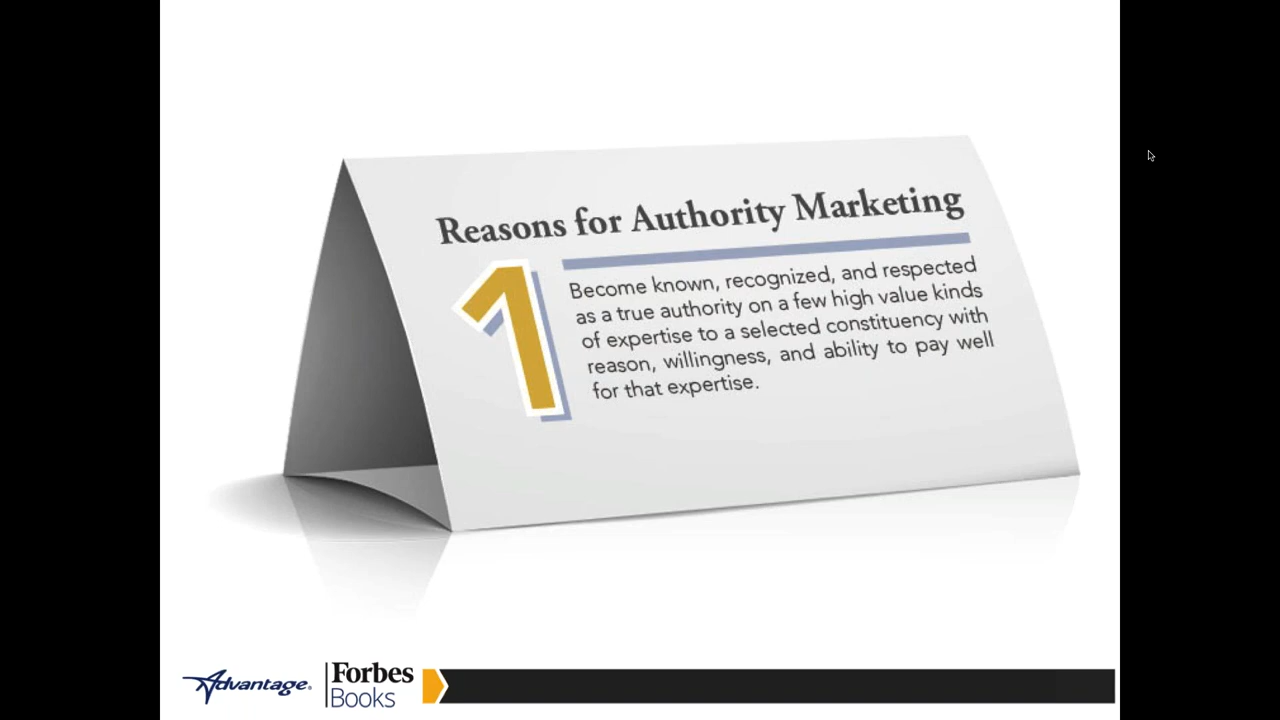 Reasons for Authority Marketing
1
Become known, recognized, and respected
as a true authority on a few high value kinds
of expertise to a selected constituency with
reason, willingness, and ability to pay well
for that expertise.
Advantage®
Forbes
Books